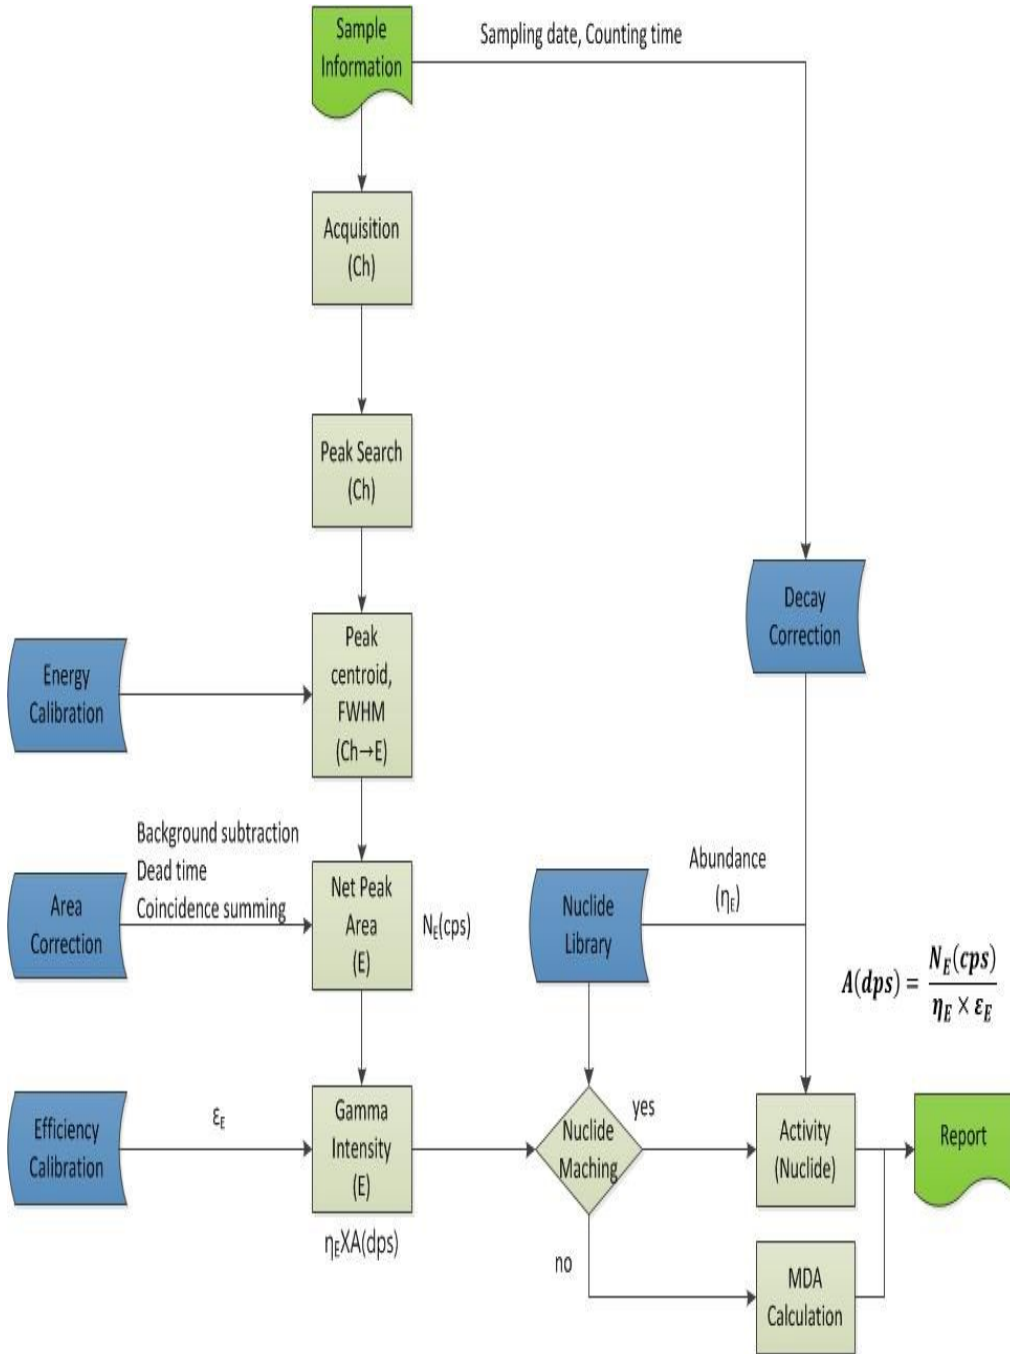 Sample
Information
Sampling date, Counting time
Acquisition
(Ch)
Peak Search
(Ch)
Decay
Correction
Energy
Calibration
Peak
centroid,
FWHM
(Ch→E)
Background subtraction
Dead time
Coincidence summing
Area
Correction
Net Peak
Area
(E)
N_E(cps)
Nuclide
Library
Abundance
(η_E)
A(dps) = N_E(cps) / η_E × ε_E
Efficiency
Calibration
ε_E
Gamma
Intensity
(E)
η_EXA(dps)
Nuclide
Maching
yes
no
Activity
(Nuclide)
Report
MDA
Calculation